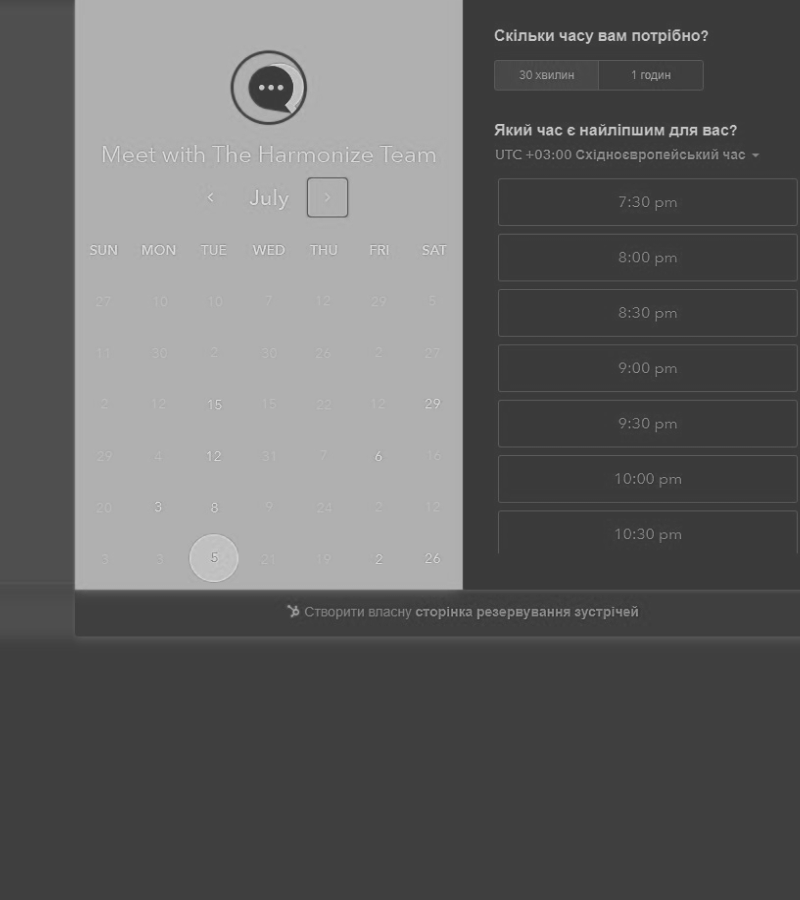 Meet with The Harmonize Team
July
SUN MON TUE WED THU FRI SAT
27 10 10 7 12 29 5
11 30 2 30 26 2 27
2 12 15 15 22 12 29
29 4 12 31 7 6 16
20 3 8 9 24 2 12
3 3 5 21 19 2 26
Скільки часу вам потрібно?
30 хвилин 1 годин
Який час є найліпшим для вас?
UTC +03:00 Східноєвропейський час
7:30 pm
8:00 pm
8:30 pm
9:00 pm
9:30 pm
10:00 pm
10:30 pm
Створити власну сторінка резервування зустрічей